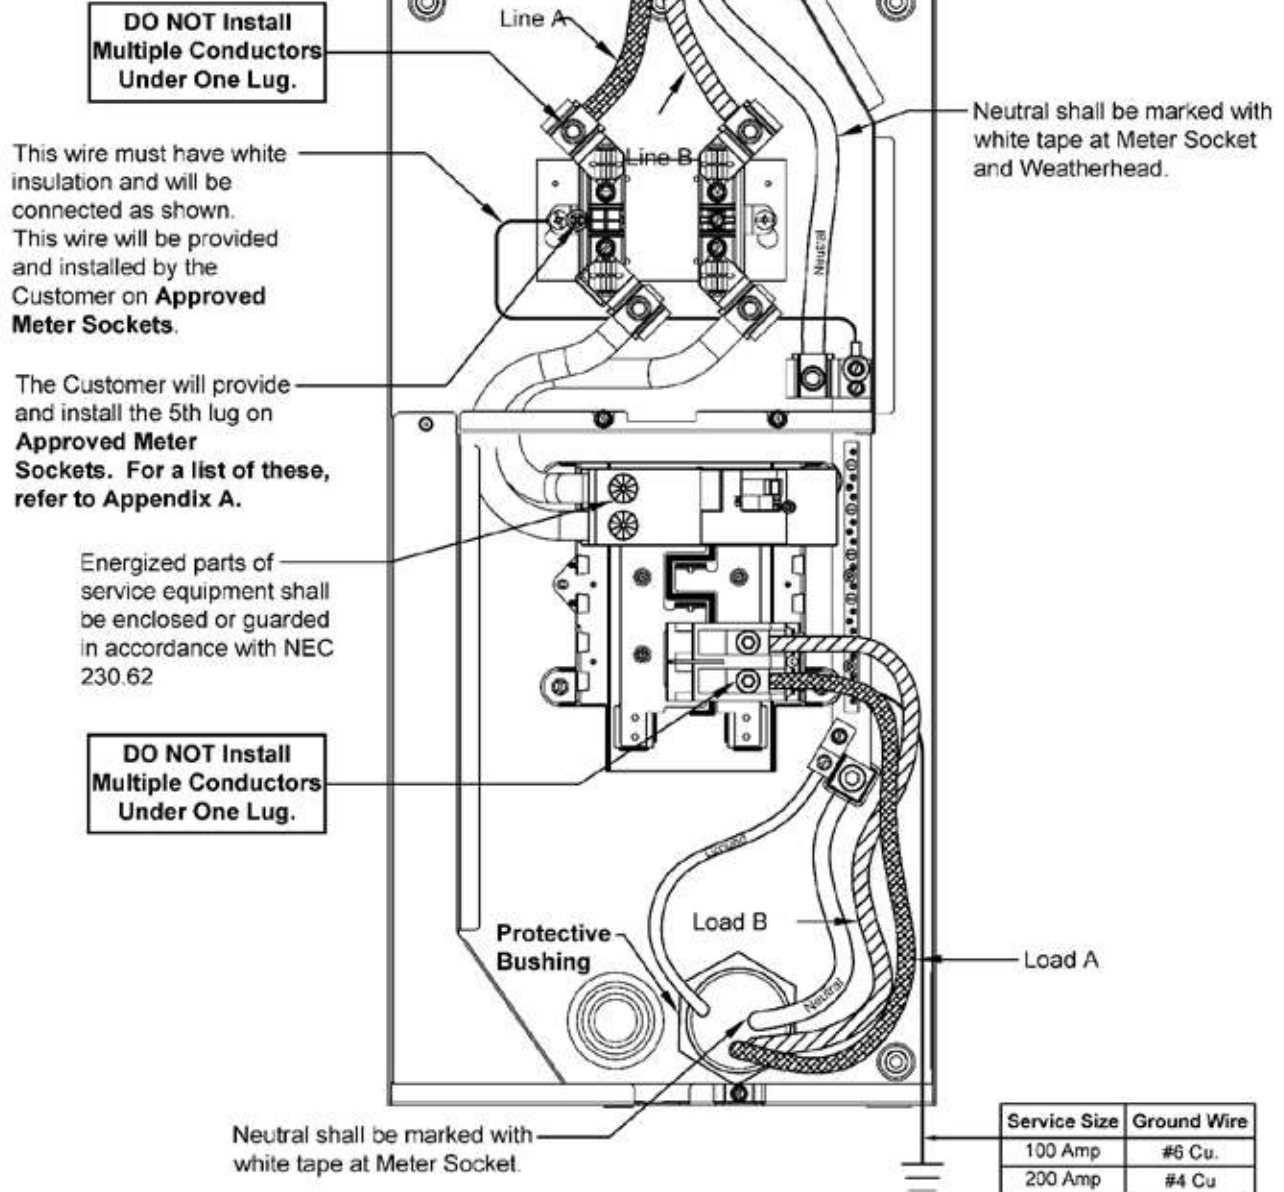 DO NOT Install
Multiple Conductors
Under One Lug.
Line A
Line B
Neutral shall be marked with
white tape at Meter Socket
and Weatherhead.
This wire must have white
insulation and will be
connected as shown.
This wire will be provided
and installed by the
Customer on Approved
Meter Sockets.
Neutral
The Customer will provide
and install the 5th lug on
Approved Meter
Sockets. For a list of these,
refer to Appendix A.
Energized parts of
service equipment shall
be enclosed or guarded
in accordance with NEC
230.62
DO NOT Install
Multiple Conductors
Under One Lug.
Ground
Load B
Protective
Bushing
Load A
Neutral
Neutral shall be marked with
white tape at Meter Socket.
Service Size Ground Wire
100 Amp #6 Cu.
200 Amp #4 Cu